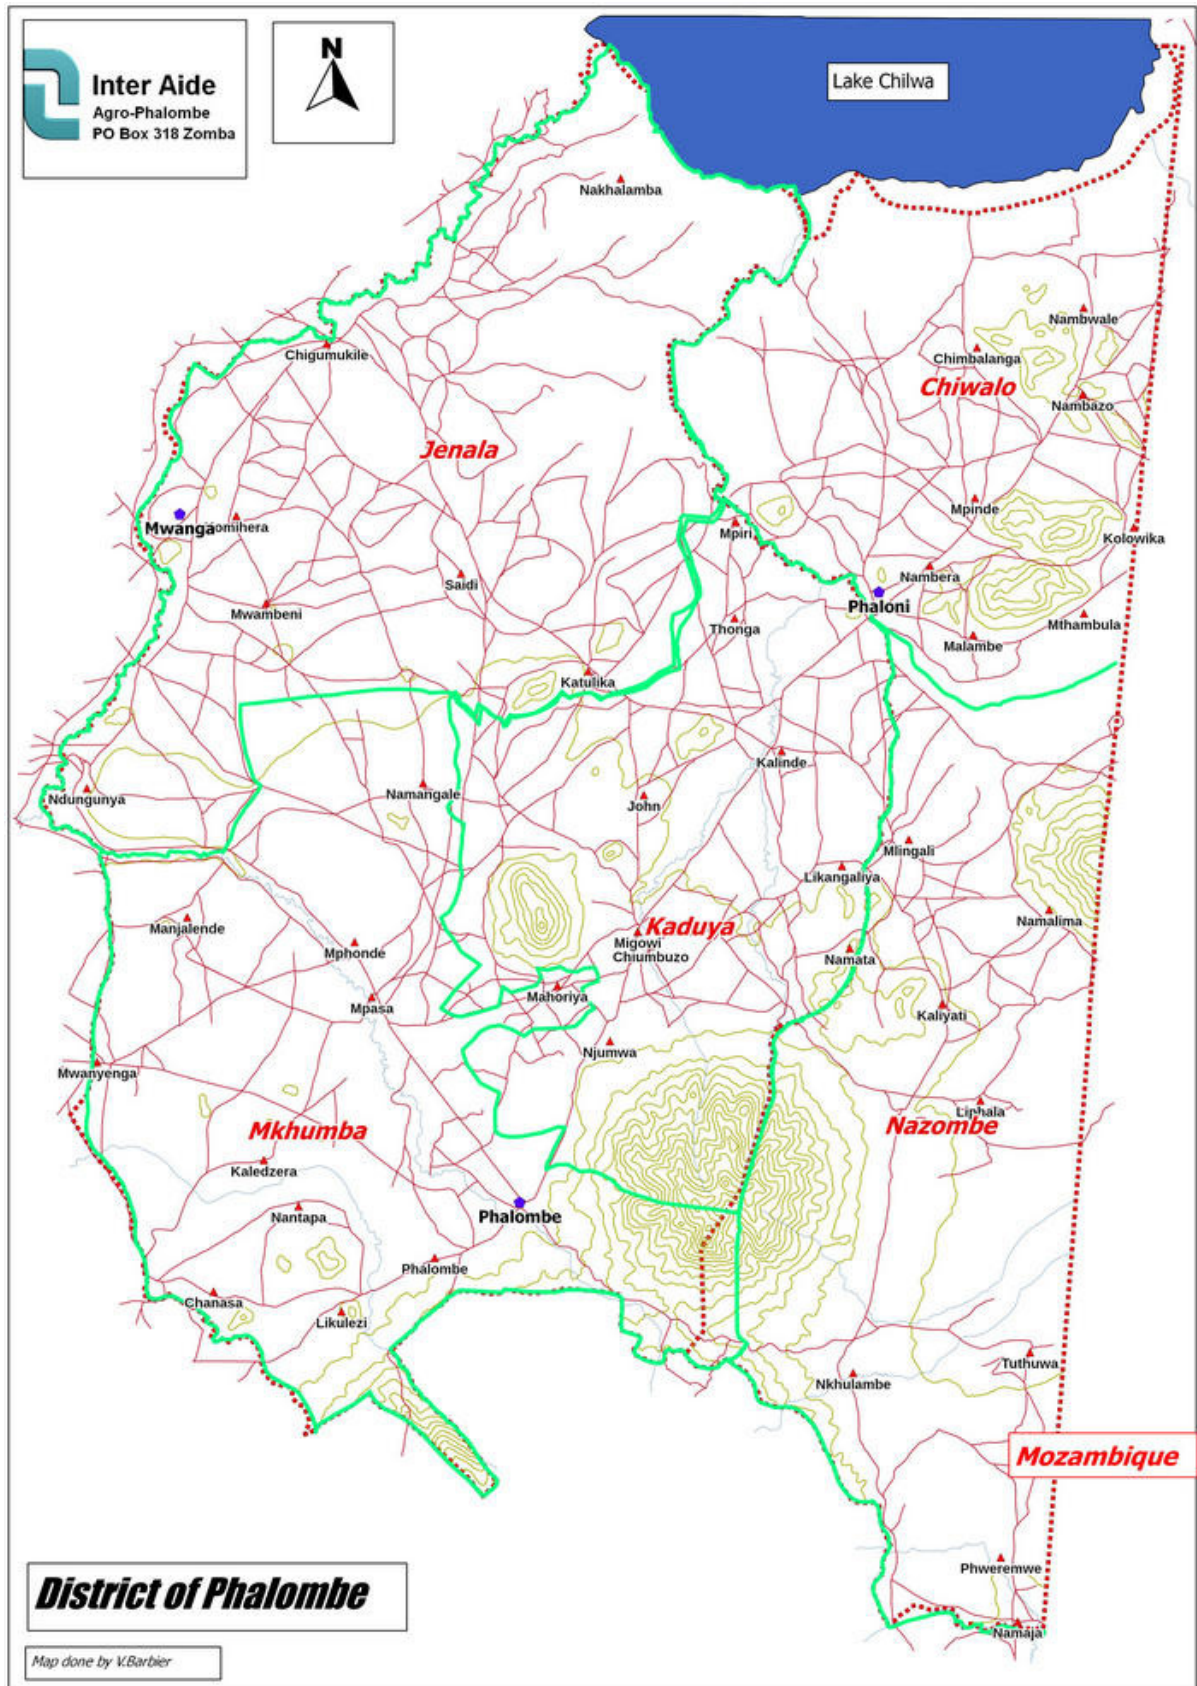 Inter Aide
Agro-Phalombe
PO Box 318 Zomba
N
Lake Chilwa
Nakhalamba
Nambwale
Chigumukile
Chimbalanga
Chiwalo
Nambazo
Jenala
Mpinde
Mwanga
omihera
Mpiri
Kolowika
Saidi
Nambera
Mwambeni
Phaloni
Thonga
Mthambula
Malambe
Katulika
Kalinde
Ndungunya
Namangale
John
Mlingali
Likangaliya
Manjalende
Kaduya
Namalima
Mphonde
Migowi
Chiumbuzo
Namata
Mahoriya
Mpasa
Kaliyati
Njumwa
Mwanyenga
Liphala
Mkhumba
Nazombe
Kaledzera
Nantapa
Phalombe
Phalombe
Chanasa
Likulezi
Tuthuwa
Nkhulambe
Mozambique
Phweremwe
District of Phalombe
Namaja
Map done by V.Barbier